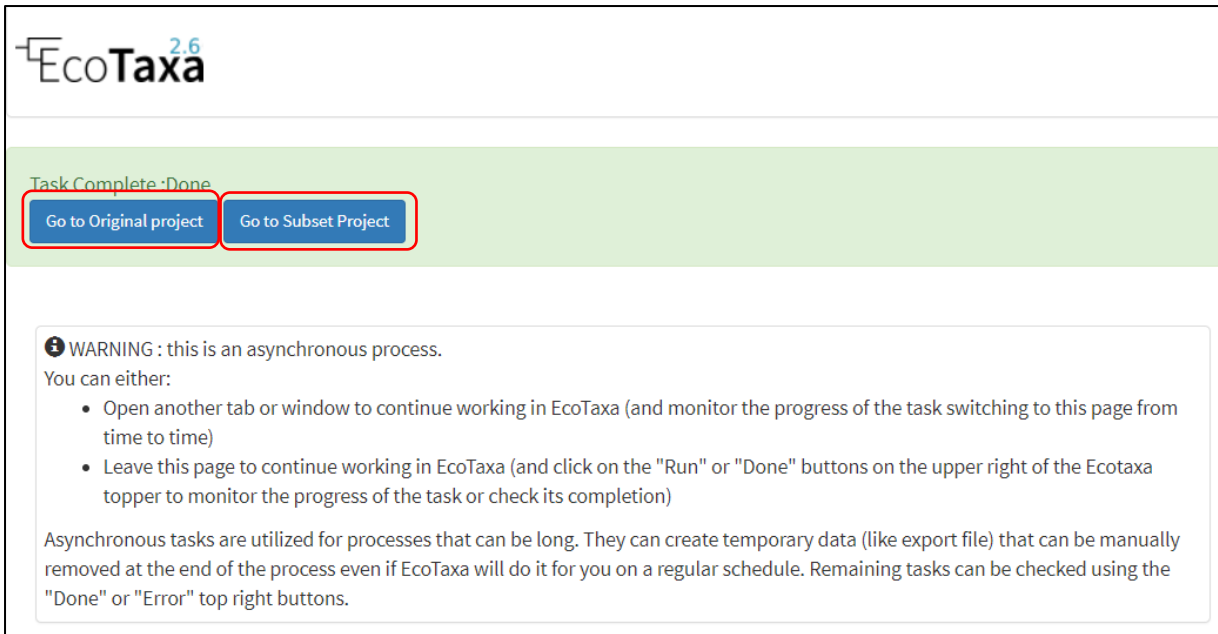 EcoTaxa 2.6
Task Complete :Done
Go to Original project Go to Subset Project
WARNING : this is an asynchronous process.
You can either:
• Open another tab or window to continue working in EcoTaxa (and monitor the progress of the task switching to this page from
time to time)
• Leave this page to continue working in EcoTaxa (and click on the "Run" or "Done" buttons on the upper right of the Ecotaxa
topper to monitor the progress of the task or check its completion)
Asynchronous tasks are utilized for processes that can be long. They can create temporary data (like export file) that can be manually
removed at the end of the process even if EcoTaxa will do it for you on a regular schedule. Remaining tasks can be checked using the
"Done" or "Error" top right buttons.